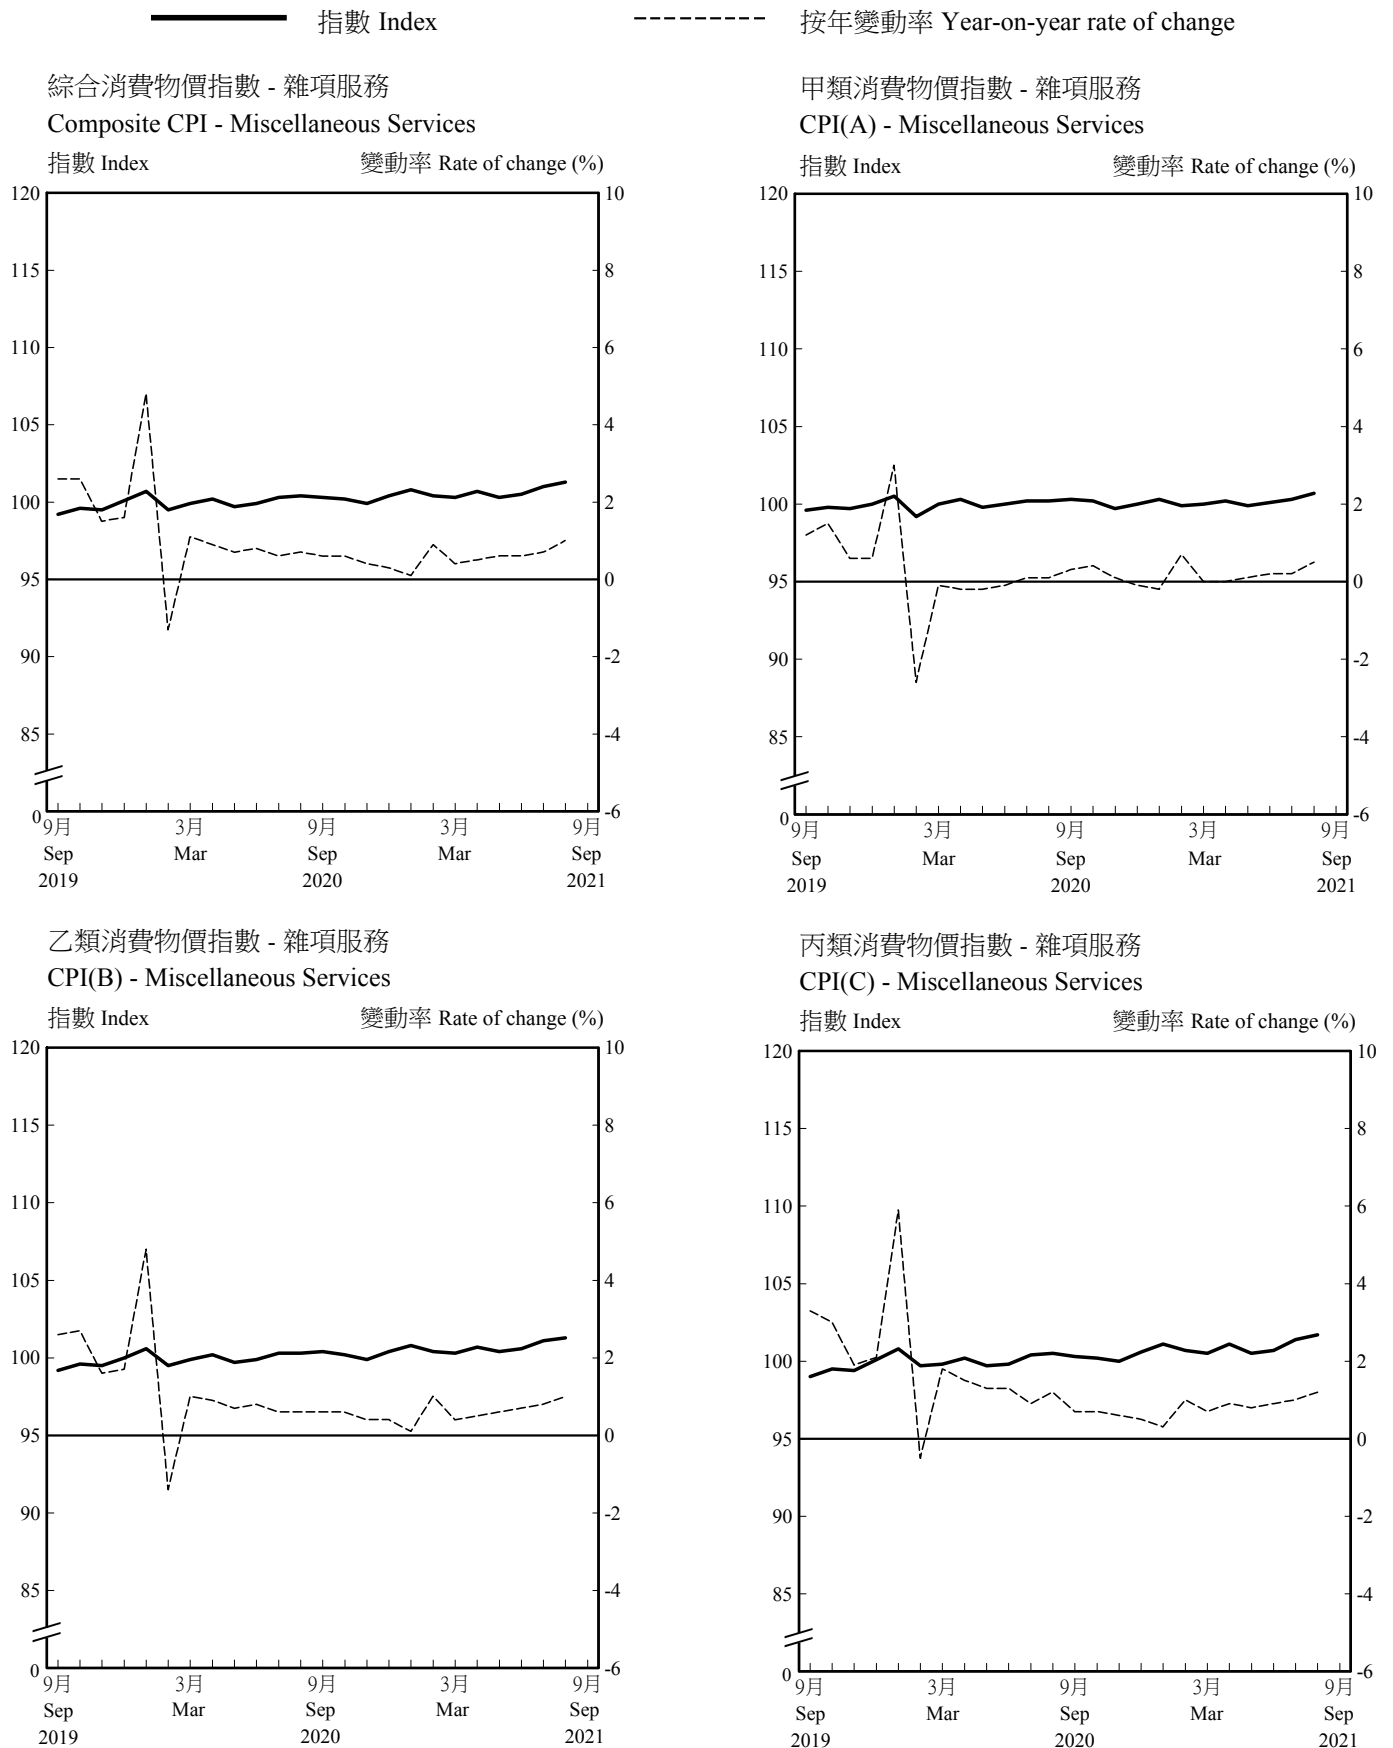 指數 Index
按年變動率 Year-on-year rate of change
綜合消費物價指數 - 雜項服務
Composite CPI - Miscellaneous Services
指數 Index 變動率 Rate of change (%)
120 10
115 8
110 6
105 4
100 2
95 0
90 -2
85 -4
0 -6
9月 3月 9月 3月 9月
Sep Mar Sep Mar Sep
2019 2020 2021
甲類消費物價指數 - 雜項服務
CPI(A) - Miscellaneous Services
指數 Index 變動率 Rate of change (%)
120 10
115 8
110 6
105 4
100 2
95 0
90 -2
85 -4
0 -6
9月 3月 9月 3月 9月
Sep Mar Sep Mar Sep
2019 2020 2021
乙類消費物價指數 - 雜項服務
CPI(B) - Miscellaneous Services
指數 Index 變動率 Rate of change (%)
120 10
115 8
110 6
105 4
100 2
95 0
90 -2
85 -4
0 -6
9月 3月 9月 3月 9月
Sep Mar Sep Mar Sep
2019 2020 2021
丙類消費物價指數 - 雜項服務
CPI(C) - Miscellaneous Services
指數 Index 變動率 Rate of change (%)
120 10
115 8
110 6
105 4
100 2
95 0
90 -2
85 -4
0 -6
9月 3月 9月 3月 9月
Sep Mar Sep Mar Sep
2019 2020 2021